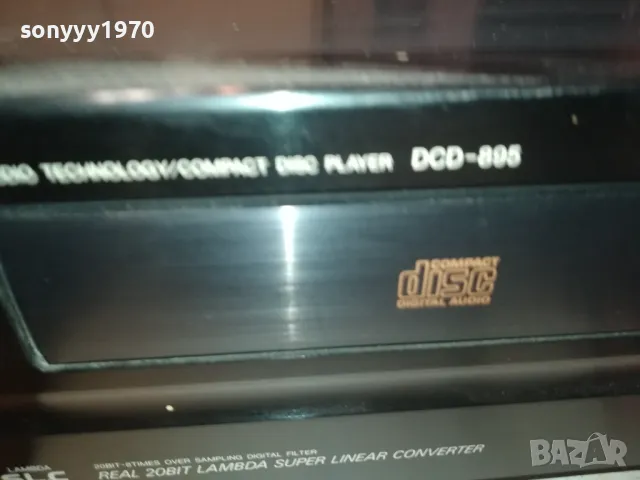 sonyyy1970
TECHNOLOGY/COMPACT DISC PLAYER DCD-895
COMPACT
disc
DIGITAL AUDIO
LAMBDA
SLC
20BIT-8TIMES OVER SAMPLING DIGITAL FILTER
REAL 20BIT LAMBDA SUPER LINEAR CONVERTER
BAZAR
bg